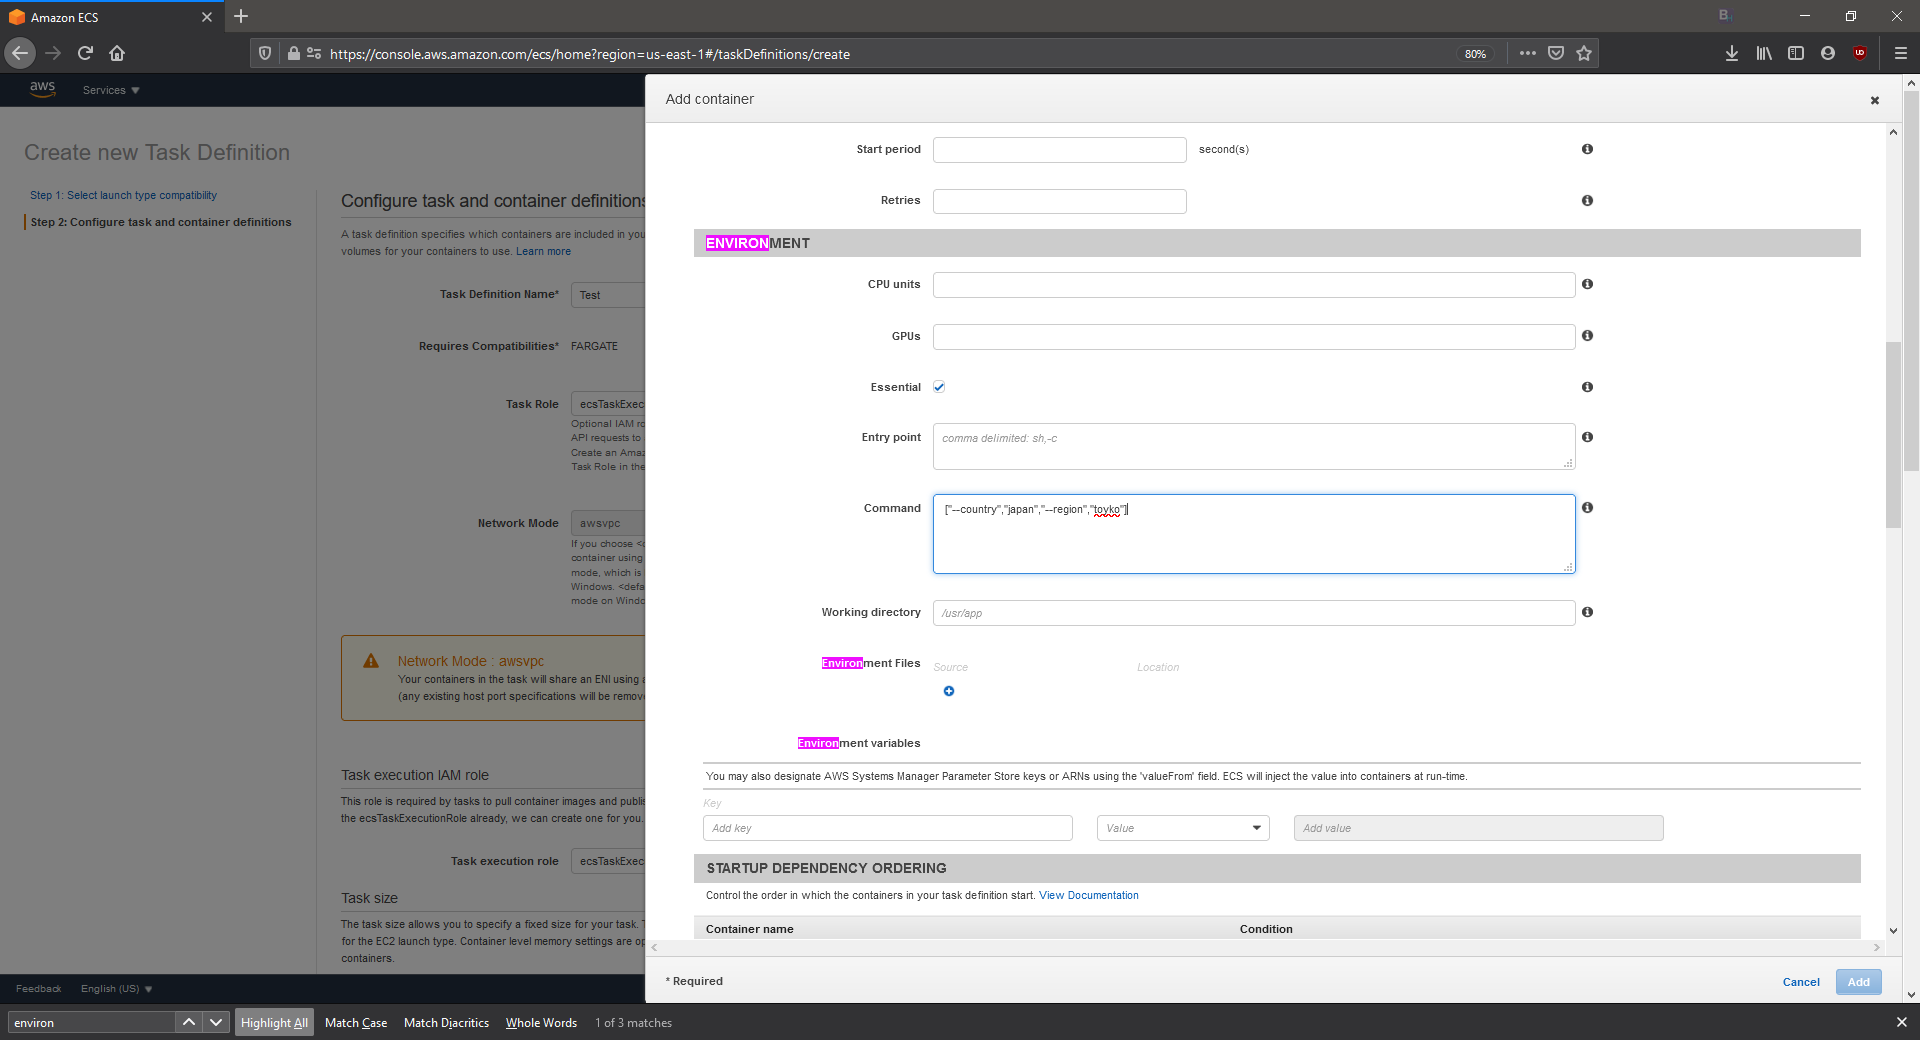 Amazon ECS
https://console.aws.amazon.com/ecs/home?region=us-east-1#/taskDefinitions/create
80%
aws
Services
Create new Task Definition
Step 1: Select launch type compatibility
Step 2: Configure task and container definitions
Configure task and container definitions
A task definition specifies which containers are included in you
volumes for your containers to use. Learn more
Task Definition Name*
Test
Requires Compatibilities*
FARGATE
Task Role
ecsTaskExec
Optional IAM ro
API requests to
Create an Amaz
Task Role in the
Network Mode
awsvpc
If you choose <d
container using
mode, which is
Windows. <defa
mode on Windo
Network Mode : awsvpc
Your containers in the task will share an ENI using a
(any existing host port specifications will be remov
Task execution IAM role
This role is required by tasks to pull container images and publis
the ecsTaskExecutionRole already, we can create one for you.
Task execution role
ecsTaskExec
Task size
The task size allows you to specify a fixed size for your task. T
for the EC2 launch type. Container level memory settings are op
containers.
Feedback
English (US)
Add container
Start period
second(s)
Retries
ENVIRONMENT
CPU units
GPUs
Essential
Entry point
comma delimited: sh,-c
Command
["--country","japan","--region","toyko"]
Working directory
/usr/app
Environment Files
Source
Location
Environment variables
You may also designate AWS Systems Manager Parameter Store keys or ARNs using the 'valueFrom' field. ECS will inject the value into containers at run-time.
Key
Add key
Value
Add value
STARTUP DEPENDENCY ORDERING
Control the order in which the containers in your task definition start. View Documentation
Container name
Condition
* Required
Cancel
Add
environ
Highlight All
Match Case
Match Diacritics
Whole Words
1 of 3 matches